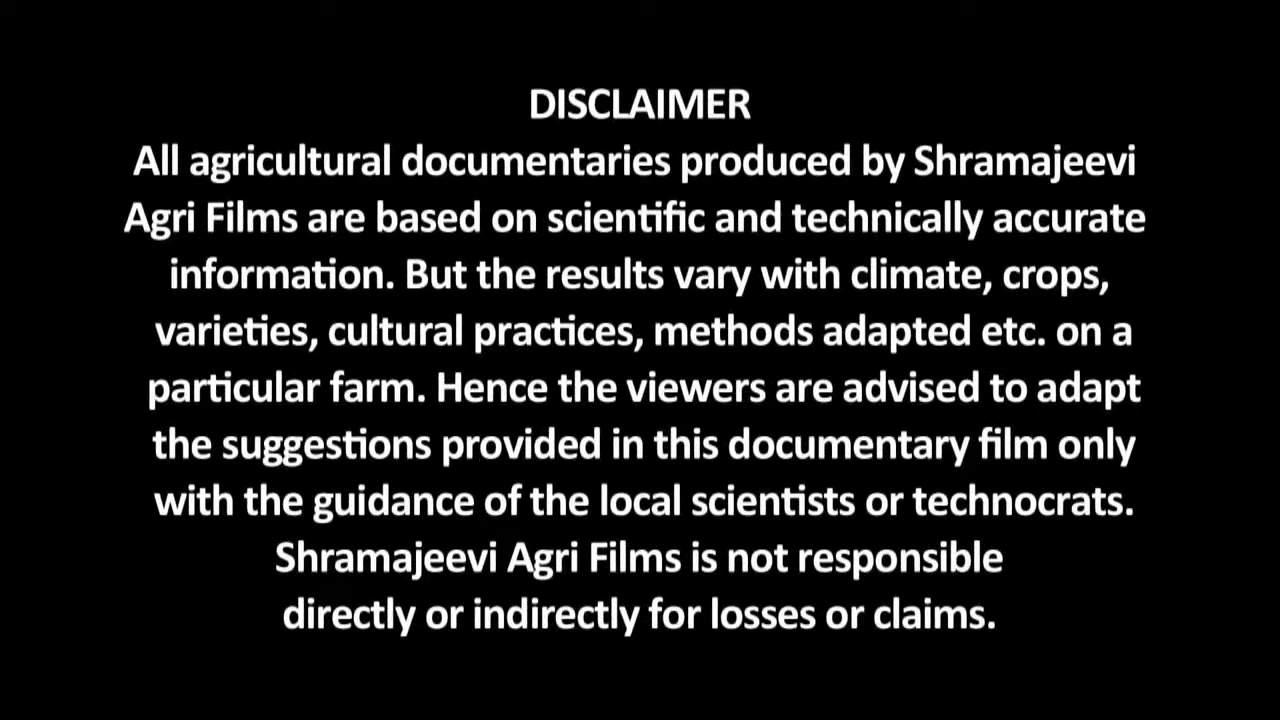 DISCLAIMER
All agricultural documentaries produced by Shramajeevi
Agri Films are based on scientific and technically accurate
information. But the results vary with climate, crops,
varieties, cultural practices, methods adapted etc. on a
particular farm. Hence the viewers are advised to adapt
the suggestions provided in this documentary film only
with the guidance of the local scientists or technocrats.
Shramajeevi Agri Films is not responsible
directly or indirectly for losses or claims.